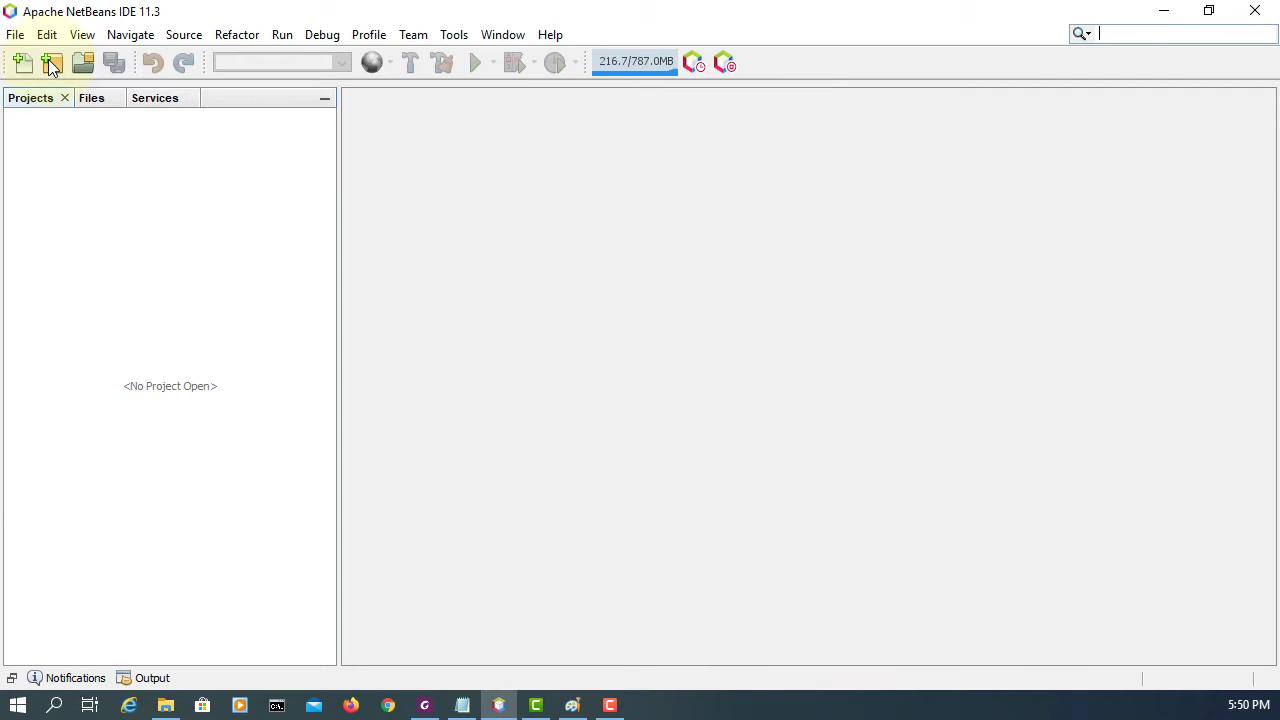 Apache NetBeans IDE 11.3
File Edit View Navigate Source Refactor Run Debug Profile Team Tools Window Help
216.7/787.0MB
Projects Files Services
<No Project Open>
Notifications Output
5:50 PM